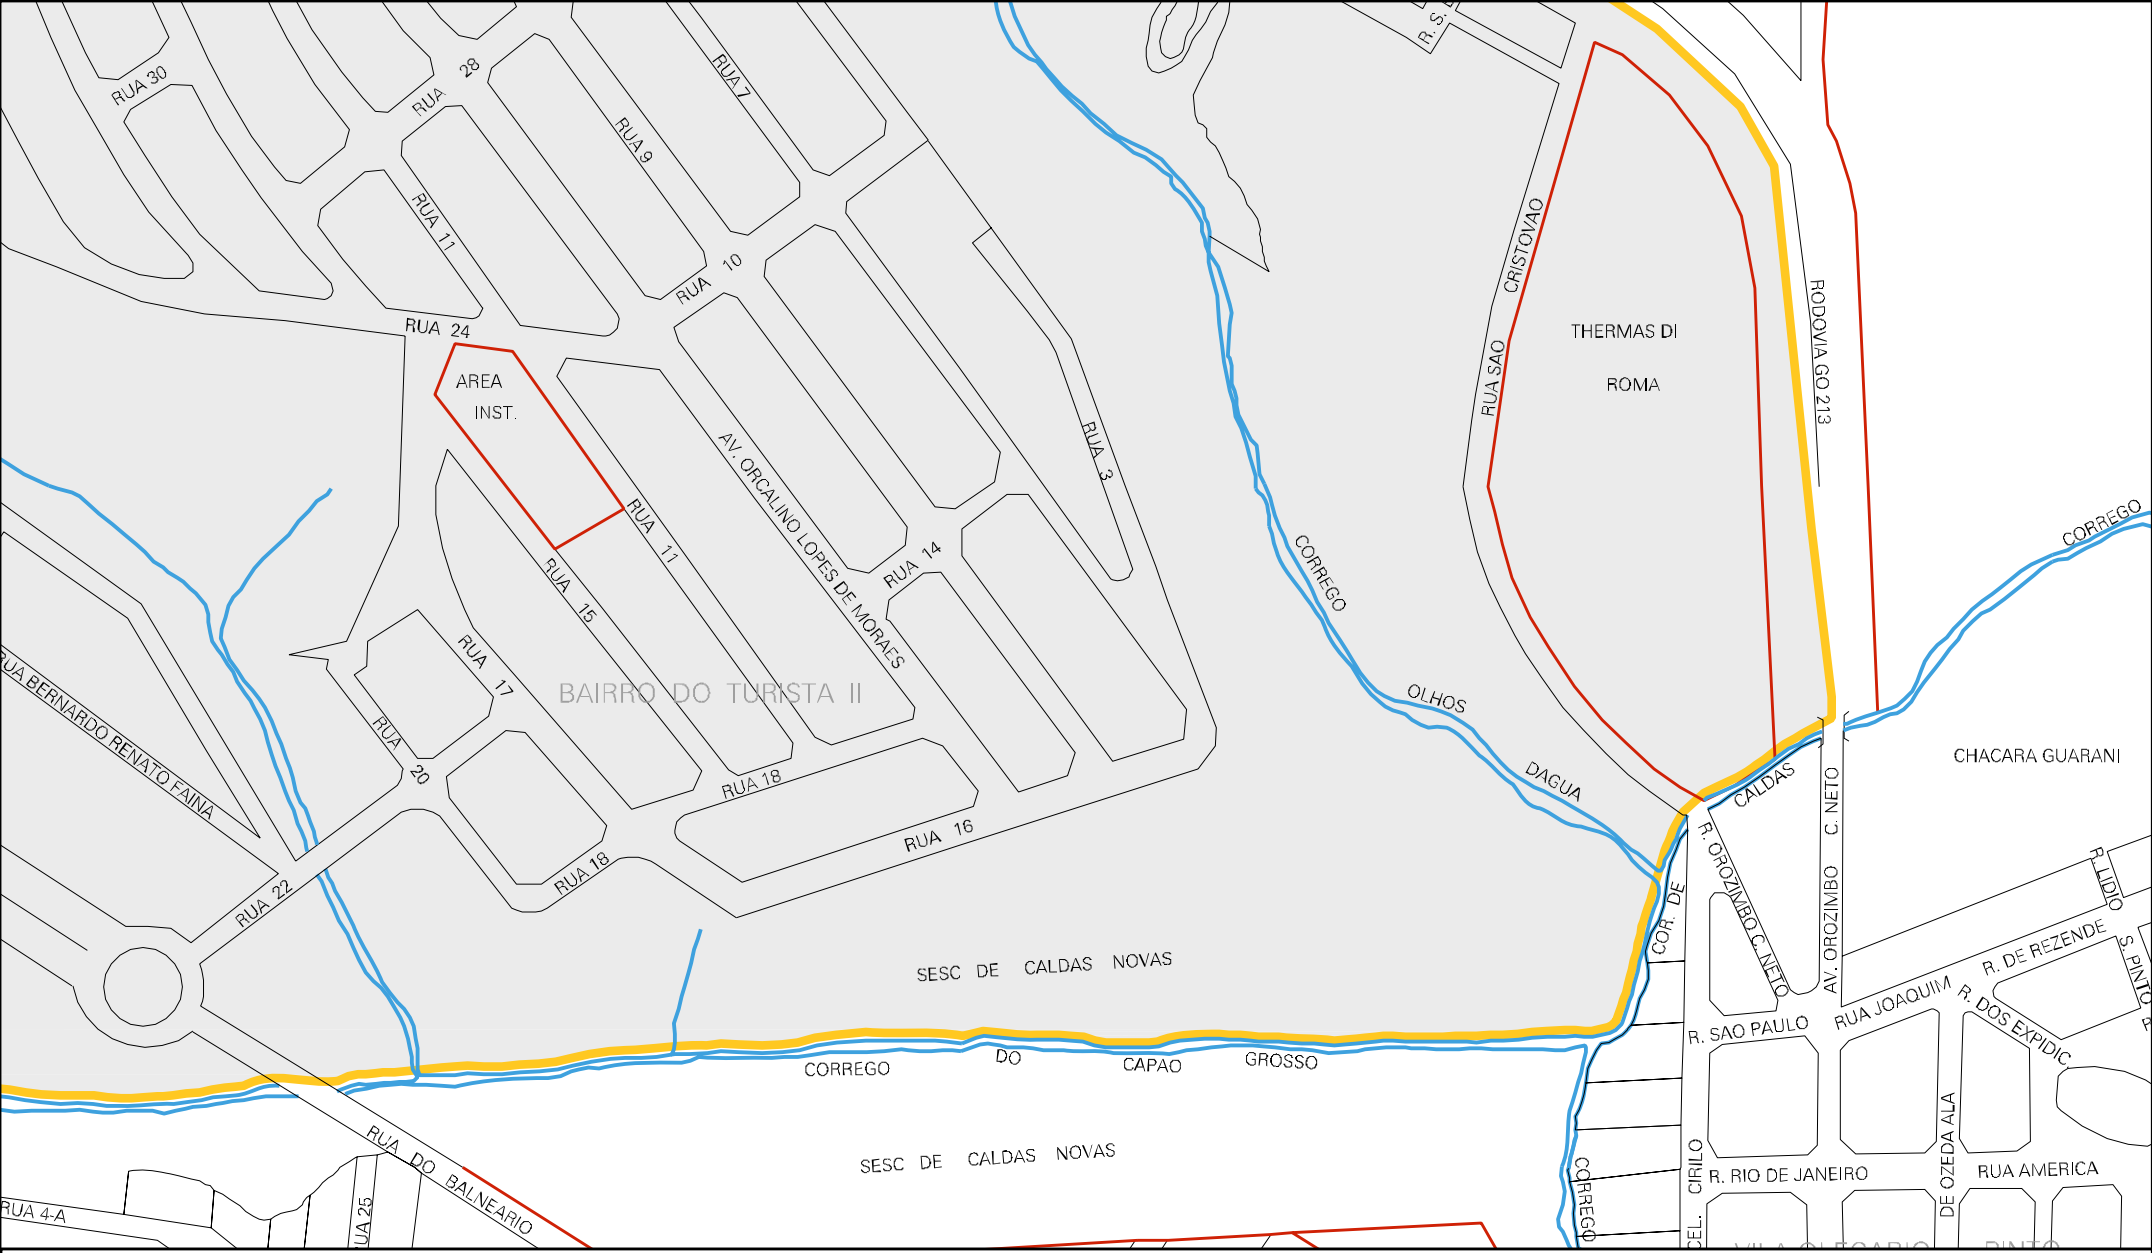 R. S.
RUA 30
RUA 28
RUA 7
RUA 9
RUA 11
RUA 10
RUA SAO CRISTOVAO
RODOVIA GO 213
RUA 24
THERMAS DI
ROMA
AREA
INST.
RUA 3
AV. ORCALINO LOPES DE MORAES
RUA 11
RUA 14
RUA 15
CORREGO OLHOS DAGUA
CORREGO
RUA 17
BAIRRO DO TURISTA II
RUA BERNARDO RENATO FAINA
RUA 20
RUA 18
RUA 16
RUA 18
RUA 22
CALDAS
CHACARA GUARANI
AV. OROZIMBO C. NETO
R. OROZIMBO C. NETO
COR. DE
R. LIDIO
R. DE REZENDE
S. PINTO
SESC DE CALDAS NOVAS
RUA JOAQUIM
R. DOS EXPIDIC.
R. SAO PAULO
CORREGO DO CAPAO GROSSO
SESC DE CALDAS NOVAS
RUA DO BALNEARIO
RUA 4-A
RUA 25
CORREGO
CEL. CIRILO
R. RIO DE JANEIRO
DE OZEDA ALA
RUA AMERICA
VILA OLEGARIO PINTO